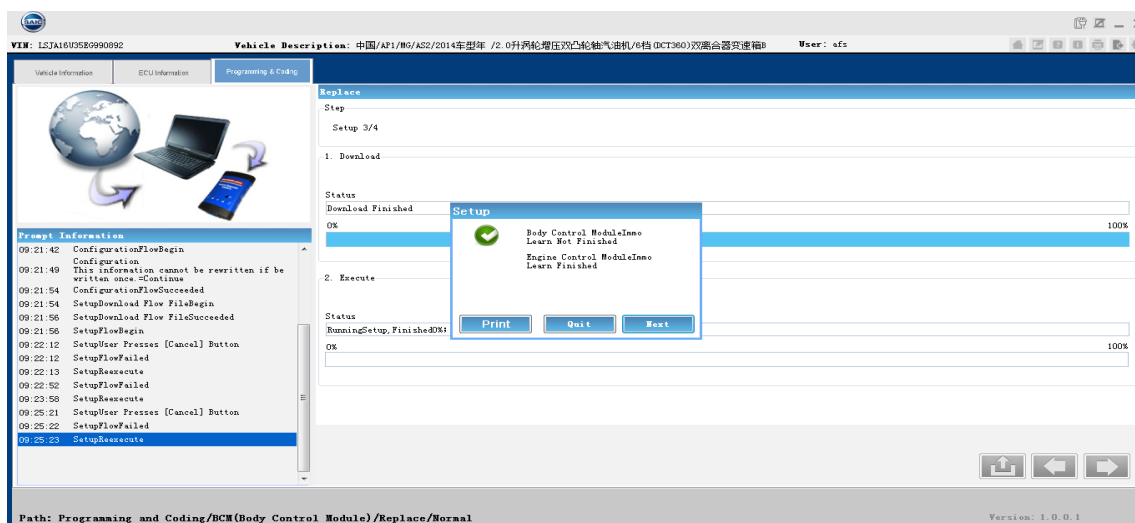 SAIC
VIN: LSJA16U35EG990892 Vehicle Description: 中国/AP1/MG/AS2/2014车型年 /2.0升涡轮增压双凸轮轴汽油机/6档(DCT360)双离合器变速箱B User: afs
Vehicle Information ECU Information Programming & Coding
Replace
Step
Setup 3/4
1. Download
Status
Download Finished
0% 100%
Setup
Body Control ModuleImmo
Learn Not Finished
Engine Control ModuleImmo
Learn Finished
Print Quit Next
2. Execute
Status
RunningSetup,Finished0%:
0% 100%
Prompt Information
09:21:42 ConfigurationFlowBegin
09:21:49 Configuration
This information cannot be rewritten if be
written once.=Continue
09:21:54 ConfigurationFlowSucceeded
09:21:54 SetupDownload Flow FileBegin
09:21:56 SetupDownload Flow FileSucceeded
09:21:56 SetupFlowBegin
09:22:12 SetupUser Presses [Cancel] Button
09:22:12 SetupFlowFailed
09:22:13 SetupReexecute
09:22:52 SetupFlowFailed
09:23:58 SetupReexecute
09:25:21 SetupUser Presses [Cancel] Button
09:25:22 SetupFlowFailed
09:25:23 SetupReexecute
Path: Programming and Coding/BCM(Body Control Module)/Replace/Normal Version: 1.0.0.1